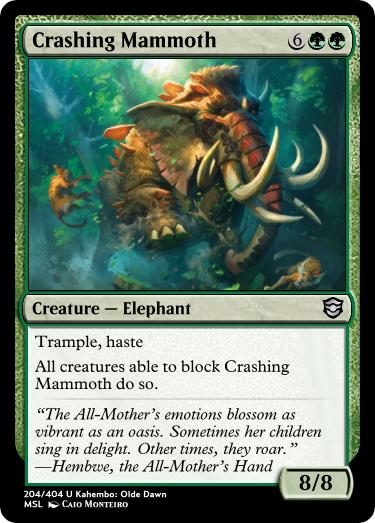 Crashing Mammoth 6
Creature — Elephant
Trample, haste
All creatures able to block Crashing
Mammoth do so.
“The All-Mother’s emotions blossom as
vibrant as an oasis. Sometimes her children
sing in delight. Other times, they roar.”
—Hembwe, the All-Mother’s Hand
8/8
204/404 U Kahembo: Olde Dawn
MSL Caio Monteiro